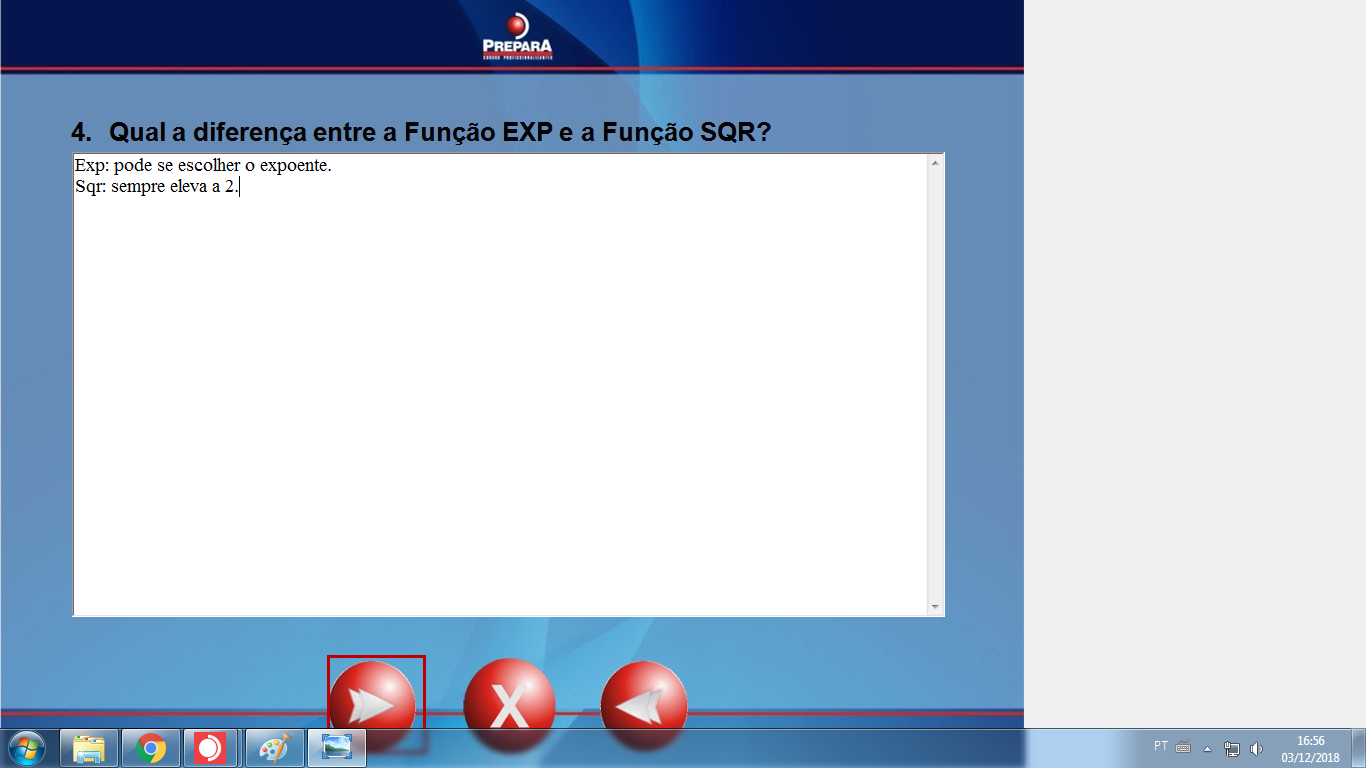 PREPARA
CURSOS PROFISSIONALIZANTES
4. Qual a diferença entre a Função EXP e a Função SQR?
Exp: pode se escolher o expoente.
Sqr: sempre eleva a 2.
X
PT
16:56
03/12/2018